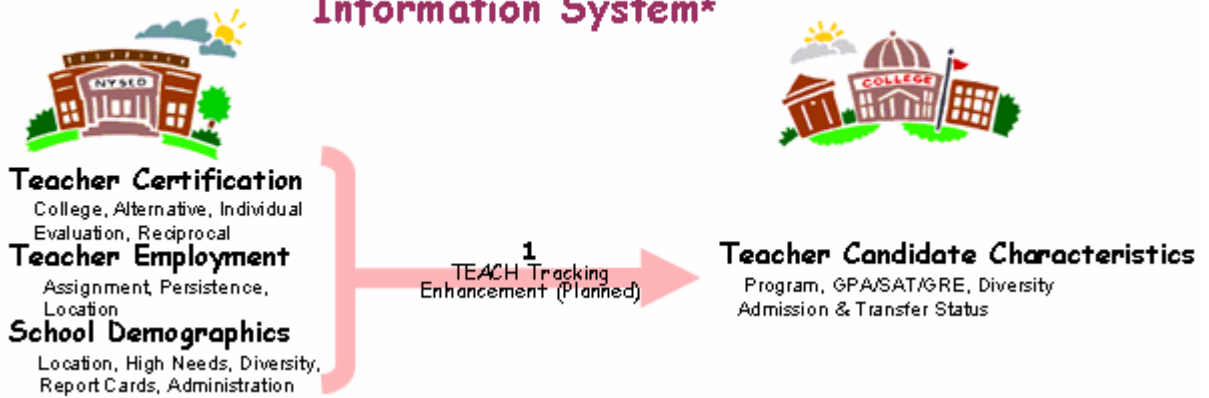 Information System*
NYSED
COLLEGE
Teacher Certification
College, Alternative, Individual
Evaluation, Reciprocal
Teacher Employment
Assignment, Persistence,
Location
School Demographics
Location, High Needs, Diversity,
Report Cards, Administration
1
TEACH Tracking
Enhancement (Planned)
Teacher Candidate Characteristics
Program, GPA/SAT/GRE, Diversity
Admission & Transfer Status